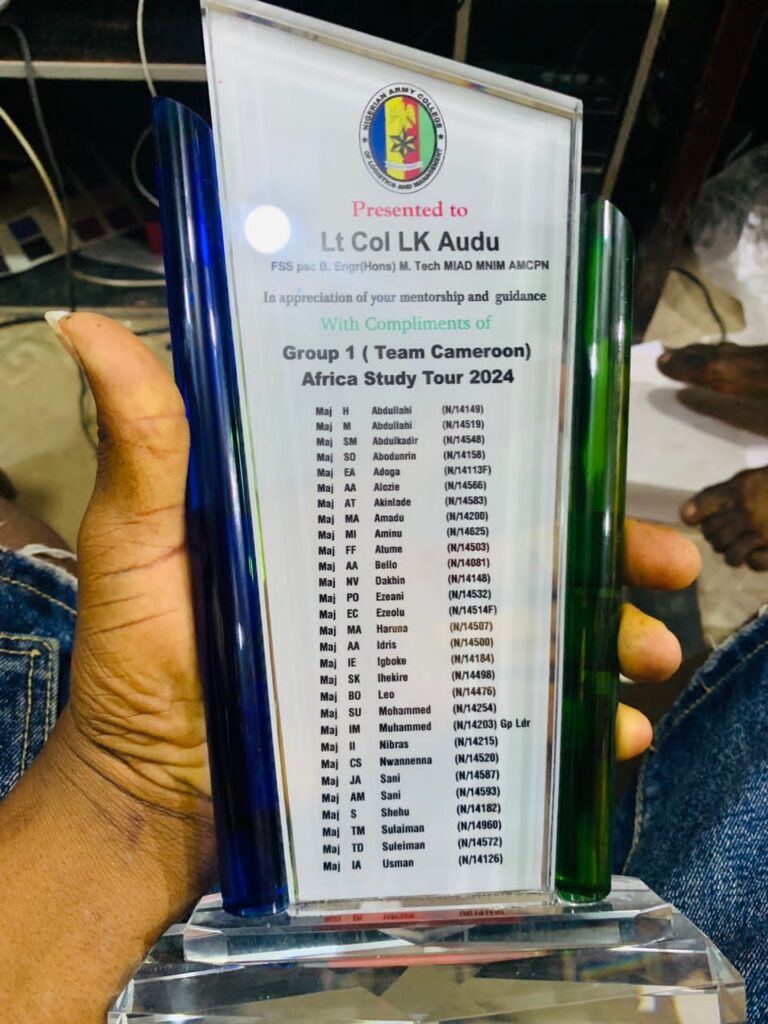 NIGERIAN ARMY COLLEGE
OF LOGISTICS AND MANAGEMENT
Presented to
Lt Col LK Audu
FSS psc B. Engr(Hons) M. Tech MIAD MNIM AMCPN
In appreciation of your mentorship and guidance
With Compliments of
Group 1 ( Team Cameroon)
Africa Study Tour 2024
Maj H Abdullahi (N/14149)
Maj M Abdullahi (N/14519)
Maj SM Abdulkadir (N/14548)
Maj SO Abodunrin (N/14158)
Maj EA Adoga (N/14113F)
Maj AA Alozie (N/14566)
Maj AT Akinlade (N/14583)
Maj MA Amadu (N/14200)
Maj MI Aminu (N/14625)
Maj FF Atume (N/14503)
Maj AA Bello (N/14081)
Maj NV Dakhin (N/14148)
Maj PO Ezeani (N/14532)
Maj EC Ezeolu (N/14514F)
Maj MA Haruna (N/14507)
Maj AA Idris (N/14500)
Maj IE Igboke (N/14184)
Maj SK Ihekire (N/14498)
Maj BO Leo (N/14476)
Maj SU Mohammed (N/14254)
Maj IM Muhammed (N/14203) Gp Ldr
Maj II Nibras (N/14215)
Maj CS Nwannenna (N/14520)
Maj JA Sani (N/14587)
Maj AM Sani (N/14593)
Maj S Shehu (N/14182)
Maj TM Sulaiman (N/14960)
Maj TD Suleiman (N/14572)
Maj IA Usman (N/14126)